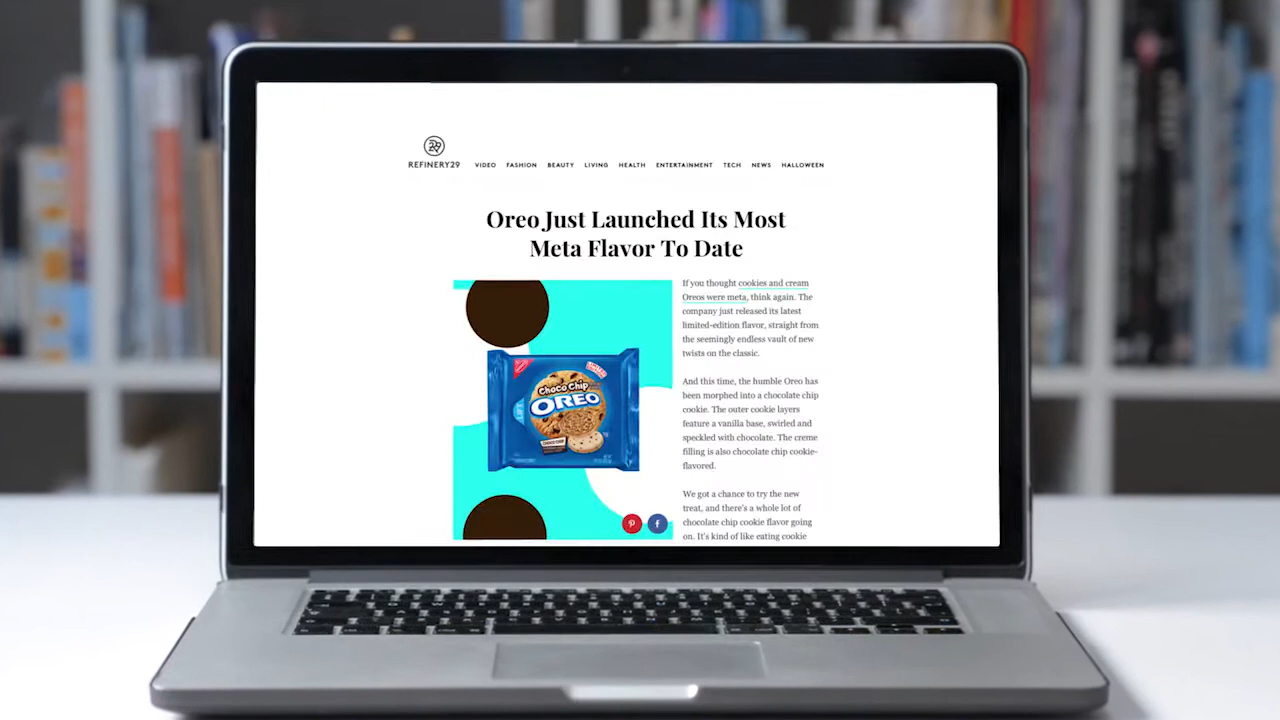 REFINERY29
VIDEO FASHION BEAUTY LIVING HEALTH ENTERTAINMENT TECH NEWS HALLOWEEN
Oreo Just Launched Its Most
Meta Flavor To Date
If you thought cookies and cream
Oreos were meta, think again. The
company just released its latest
limited-edition flavor, straight from
the seemingly endless vault of new
twists on the classic.
And this time, the humble Oreo has
been morphed into a chocolate chip
cookie. The outer cookie layers
feature a vanilla base, swirled and
speckled with chocolate. The creme
filling is also chocolate chip cookie-
flavored.
We got a chance to try the new
treat, and there's a whole lot of
chocolate chip cookie flavor going
on. It's kind of like eating cookie
Choco Chip
OREO